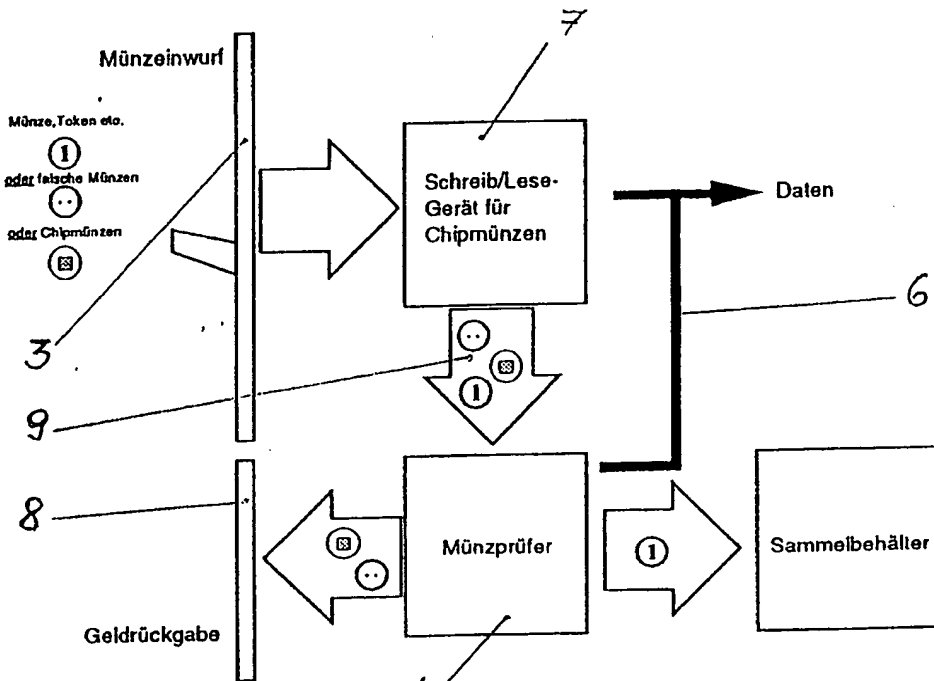 7
Münzeinwurf
Münze, Token etc.
1
oder falsche Münzen
oder Chipmünzen
Schreib/Lese-
Gerät für
Chipmünzen
Daten
6
3
9
1
8
Münzprüfer
1
Sammelbehälter
Geldrückgabe